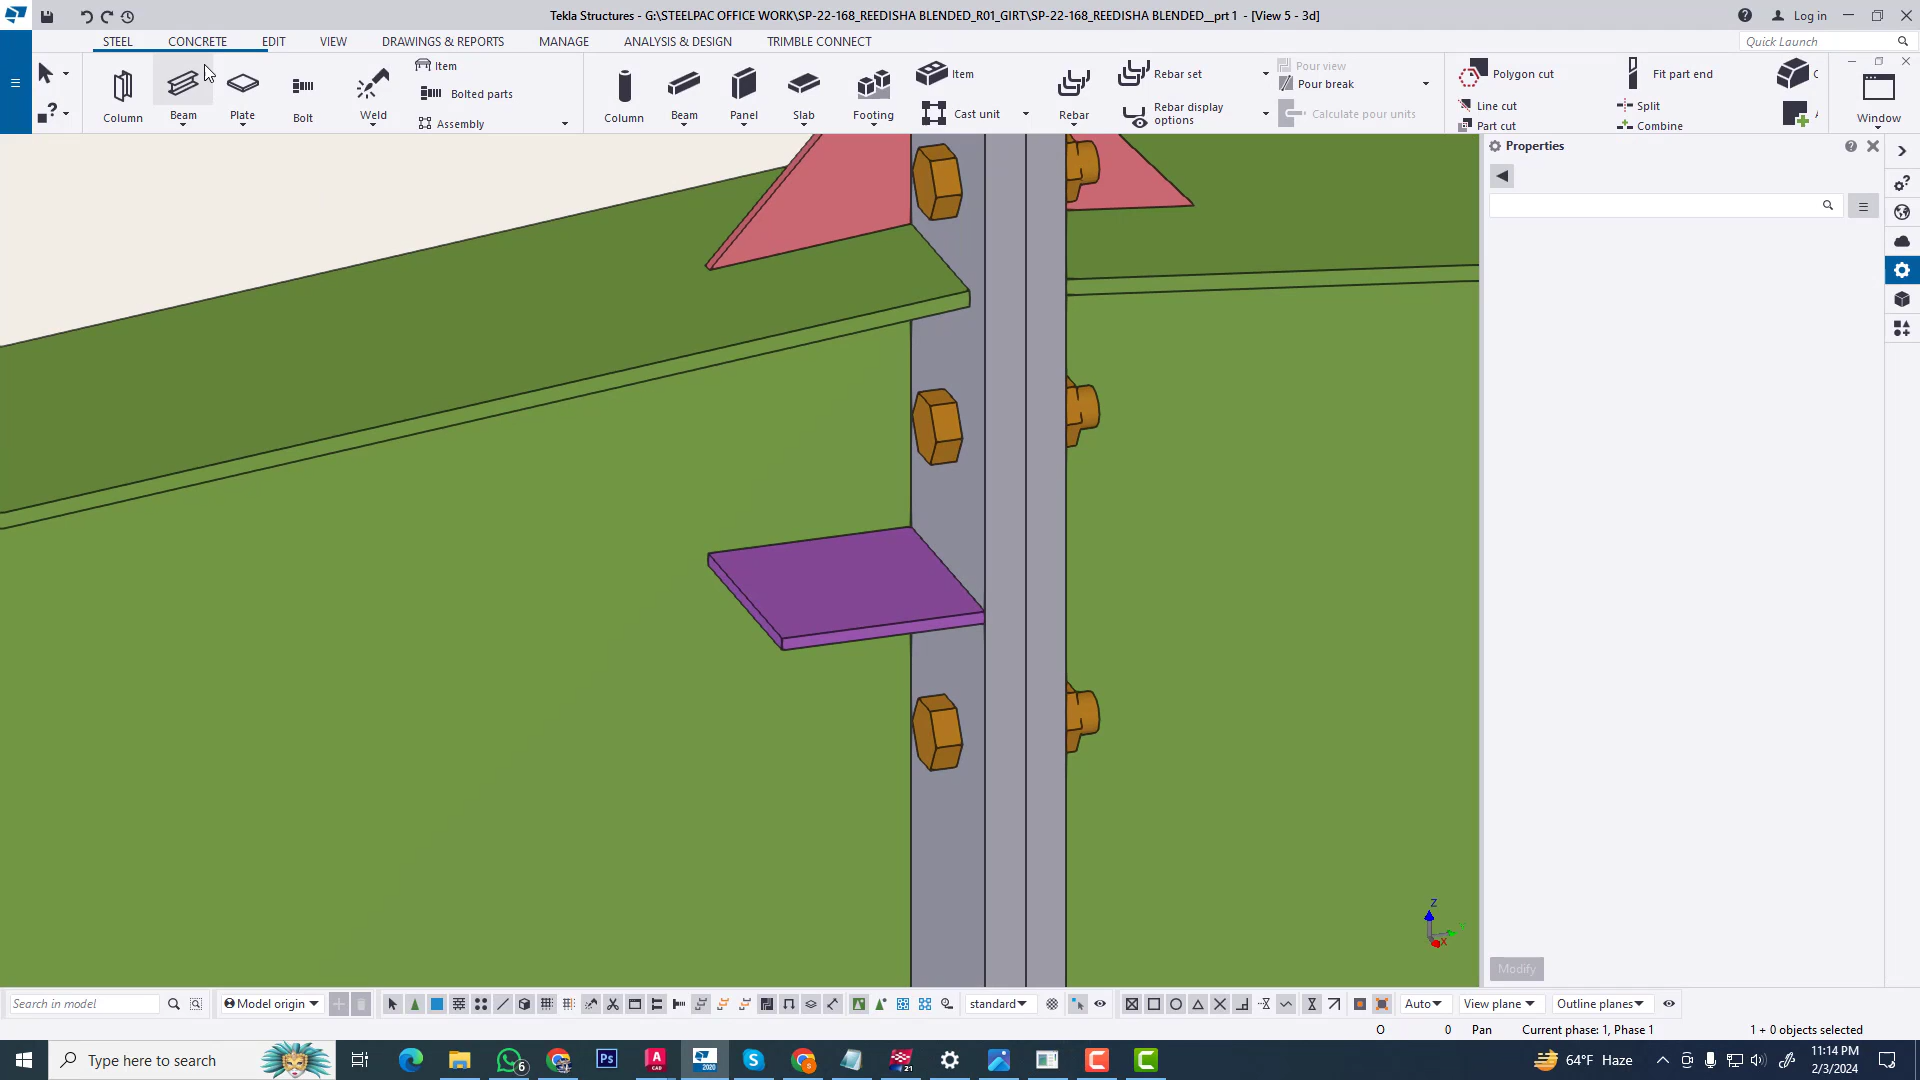 Tekla Structures - G:\STEELPAC OFFICE WORK\SP-22-168_REEDISHA BLENDED_R01_GIRT\SP-22-168_REEDISHA BLENDED__prt 1 - [View 5 - 3d]
Log in
STEEL CONCRETE EDIT VIEW DRAWINGS & REPORTS MANAGE ANALYSIS & DESIGN TRIMBLE CONNECT
Quick Launch
Column
Beam
Plate
Bolt
Weld
Item
Bolted parts
Assembly
Column
Beam
Panel
Slab
Footing
Item
Cast unit
Rebar
Rebar set
Rebar display
options
Pour view
Pour break
Calculate pour units
Polygon cut
Line cut
Part cut
Fit part end
Split
Combine
Window
Properties
Modify
Z
X
Search in model
Model origin
standard
Auto
View plane
Outline planes
O 0 Pan Current phase: 1, Phase 1 1 + 0 objects selected
Type here to search
6
Ps
A
CAD
2020
21
64°F Haze
11:14 PM
2/3/2024